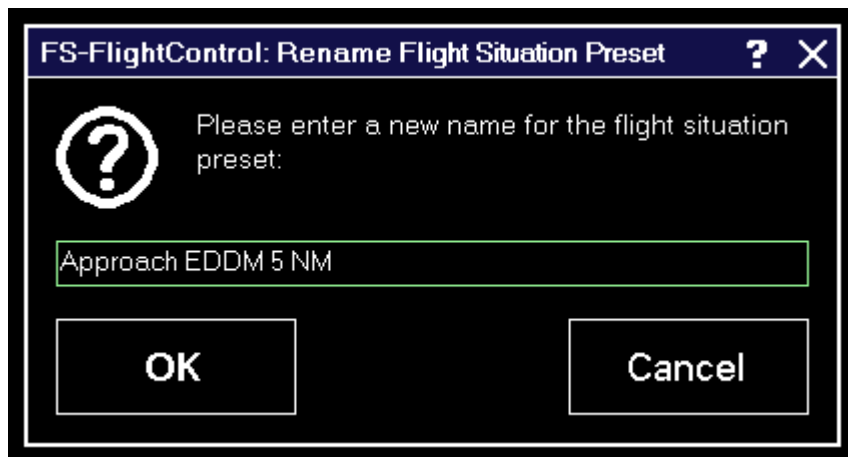 FS-FlightControl: Rename Flight Situation Preset ? X
?
Please enter a new name for the flight situation
preset:
Approach EDDM 5 NM
OK Cancel